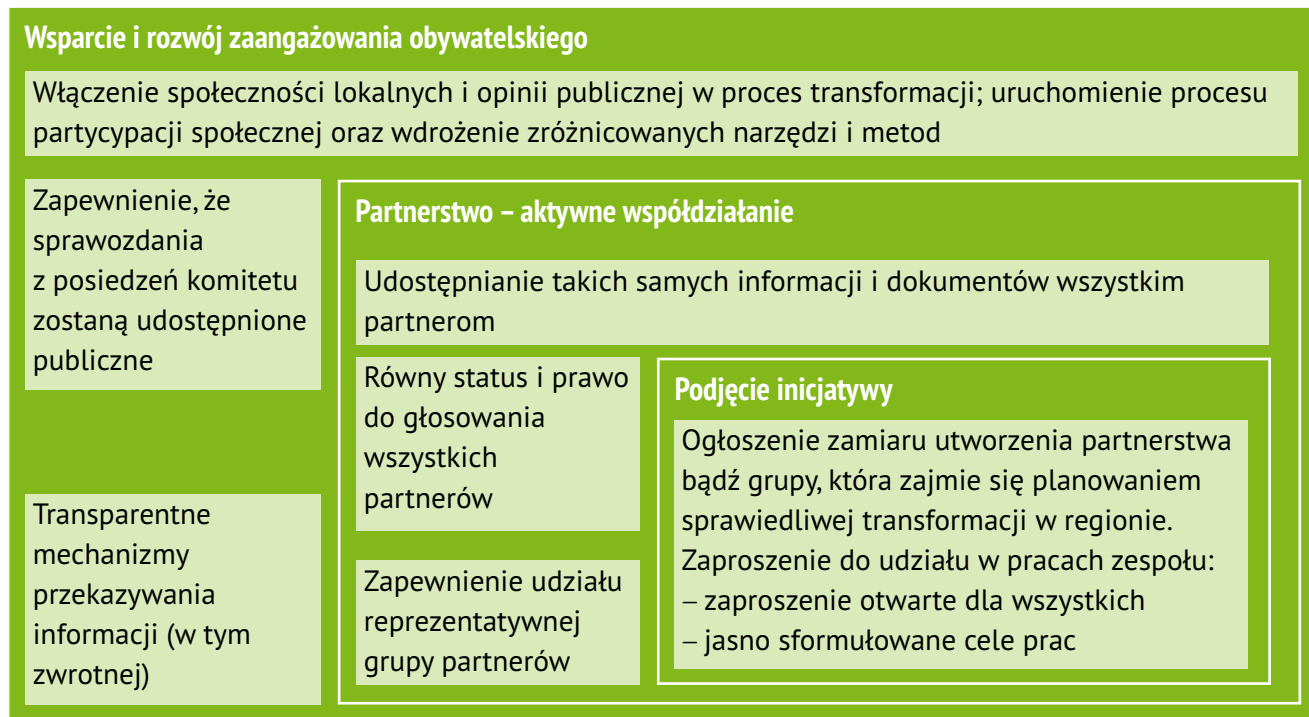 Wsparcie i rozwój zaangażowania obywatelskiego
Włączenie społeczności lokalnych i opinii publicznej w proces transformacji; uruchomienie procesu
partycypacji społecznej oraz wdrożenie zróżnicowanych narzędzi i metod
Zapewnienie, że
sprawozdania
z posiedzeń komitetu
zostaną udostępnione
publiczne
Transparentne
mechanizmy
przekazywania
informacji (w tym
zwrotnej)
Partnerstwo – aktywne współdziałanie
Udostępnianie takich samych informacji i dokumentów wszystkim
partnerom
Równy status i prawo
do głosowania
wszystkich
partnerów
Zapewnienie udziału
reprezentatywnej
grupy partnerów
Podjęcie inicjatywy
Ogłoszenie zamiaru utworzenia partnerstwa
bądź grupy, która zajmie się planowaniem
sprawiedliwej transformacji w regionie.
Zaproszenie do udziału w pracach zespołu:
– zaproszenie otwarte dla wszystkich
– jasno sformułowane cele prac